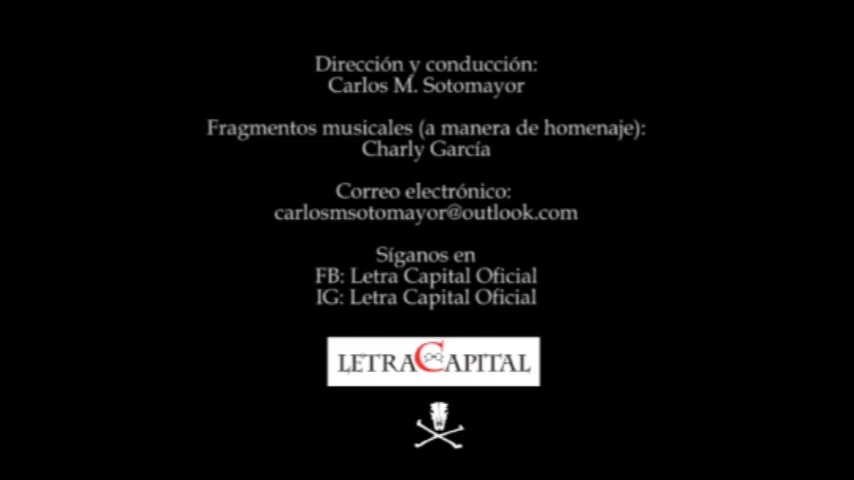 Dirección y conducción:
Carlos M. Sotomayor
Fragmentos musicales (a manera de homenaje):
Charly García
Correo electrónico:
carlosmsotomayor@outlook.com
Síganos en
FB: Letra Capital Oficial
IG: Letra Capital Oficial
LETRA CAPITAL